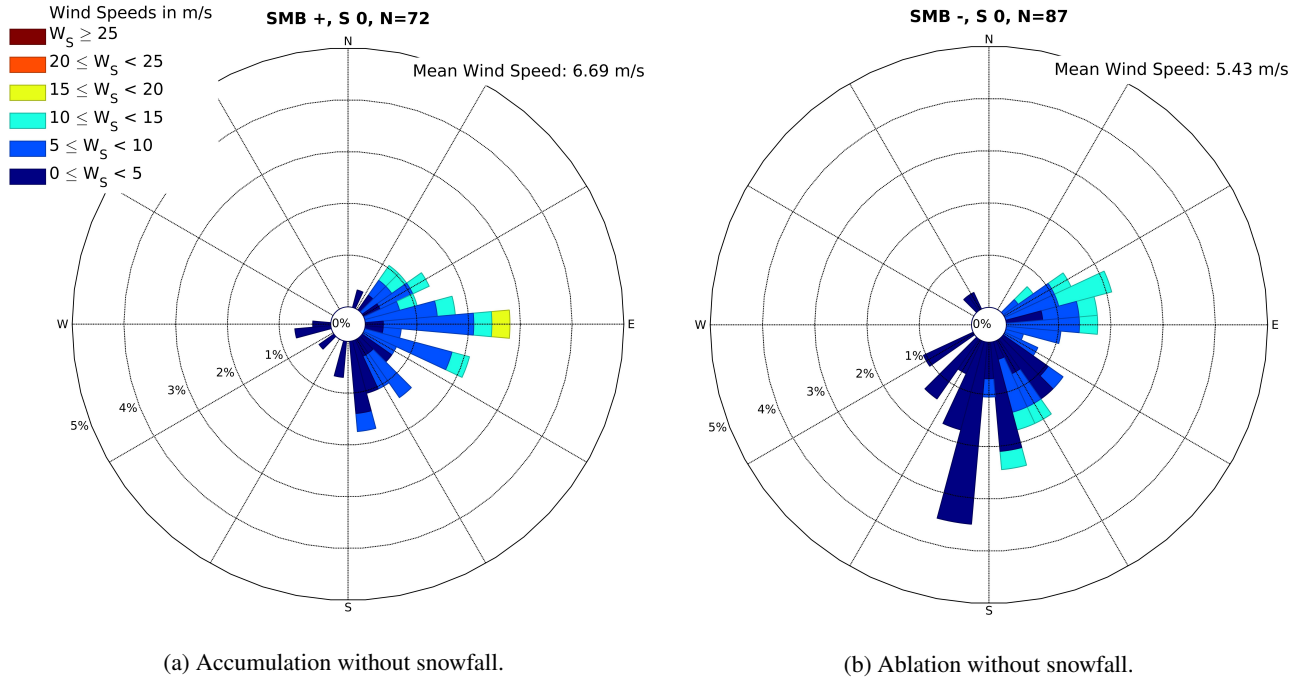 Wind Speeds in m/s
W_S ≥ 25
20 ≤ W_S < 25
15 ≤ W_S < 20
10 ≤ W_S < 15
5 ≤ W_S < 10
0 ≤ W_S < 5
SMB +, S 0, N=72
Mean Wind Speed: 6.69 m/s
N
W
E
S
0%
1%
2%
3%
4%
5%
(a) Accumulation without snowfall.
SMB -, S 0, N=87
Mean Wind Speed: 5.43 m/s
N
W
E
S
0%
1%
2%
3%
4%
5%
(b) Ablation without snowfall.